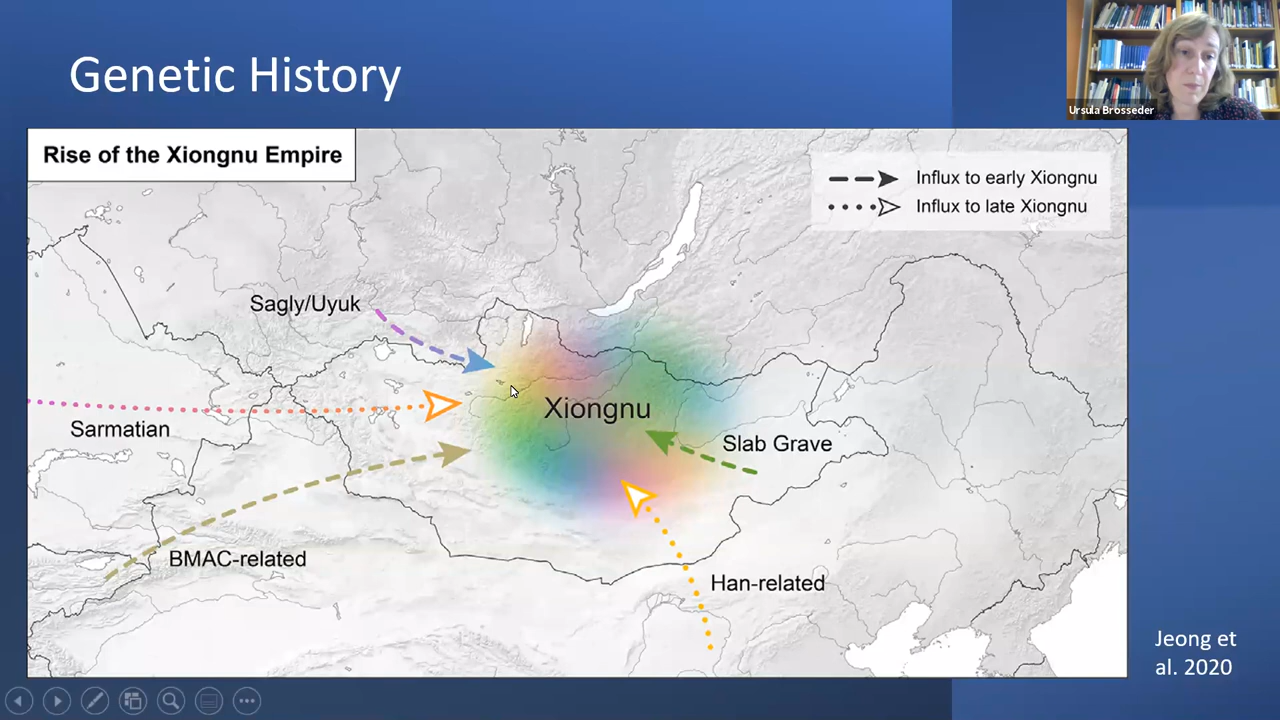 Genetic History
Ursula Brosseder
Rise of the Xiongnu Empire
Influx to early Xiongnu
Influx to late Xiongnu
Sagly/Uyuk
Xiongnu
Sarmatian
Slab Grave
BMAC-related
Han-related
Jeong et
al. 2020